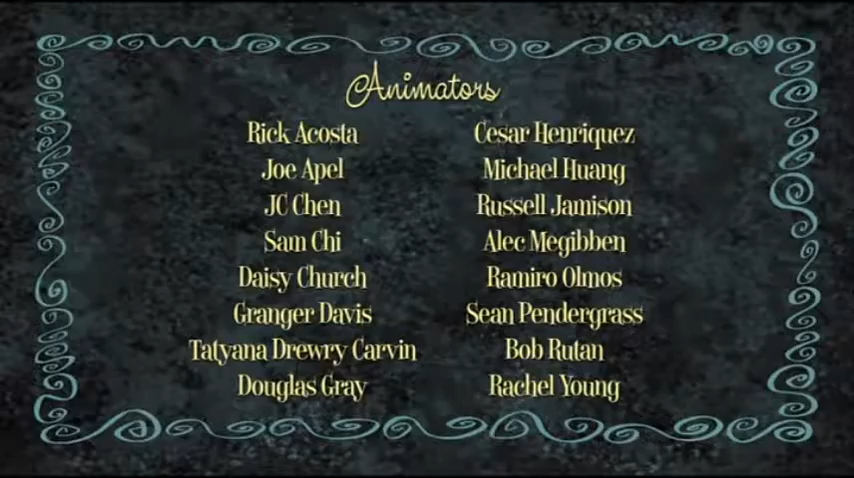 Animators
Rick Acosta
Joe Apel
JC Chen
Sam Chi
Daisy Church
Granger Davis
Tatyana Drewry Carvin
Douglas Gray
Cesar Henriquez
Michael Huang
Russell Jamison
Alec Megibben
Ramiro Olmos
Sean Pendergrass
Bob Rutan
Rachel Young